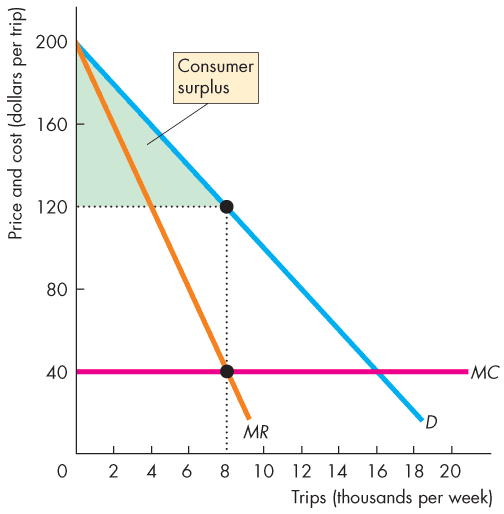 Price and cost (dollars per trip)
200
160
120
80
40
0
Consumer
surplus
MC
D
MR
2 4 6 8 10 12 14 16 18 20
Trips (thousands per week)